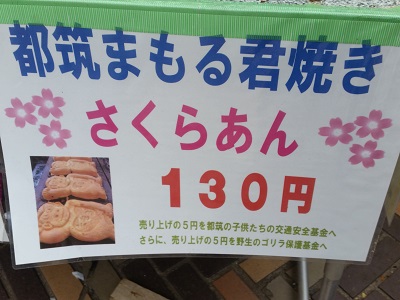 都筑まもる君焼き
さくらあん
130円
売り上げの5円を都筑の子供たちの交通安全基金へ
さらに、売り上げの5円を野生のゴリラ保護基金へ